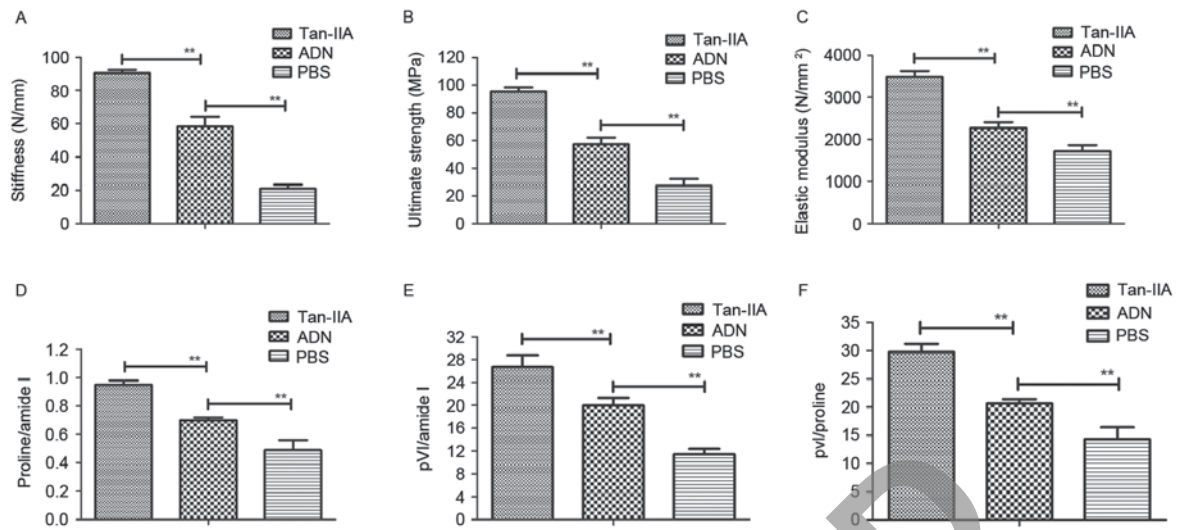 A
Tan-IIA
ADN
PBS
**
**
100
80
60
40
20
0
Stiffness (N/mm)
B
Tan-IIA
ADN
PBS
**
**
120
100
80
60
40
20
0
Ultimate strength (MPa)
C
Tan-IIA
ADN
PBS
**
**
4000
3000
2000
1000
0
Elastic modulus (N/mm²)
D
Tan-IIA
ADN
PBS
**
**
1.2
1.0
0.8
0.6
0.4
0.2
0.0
Proline/amide I
E
Tan-IIA
ADN
PBS
**
**
32
28
24
20
16
12
8
4
0
pVI/amide I
F
Tan-IIA
ADN
PBS
**
**
35
30
25
20
15
10
5
0
pvI/proline